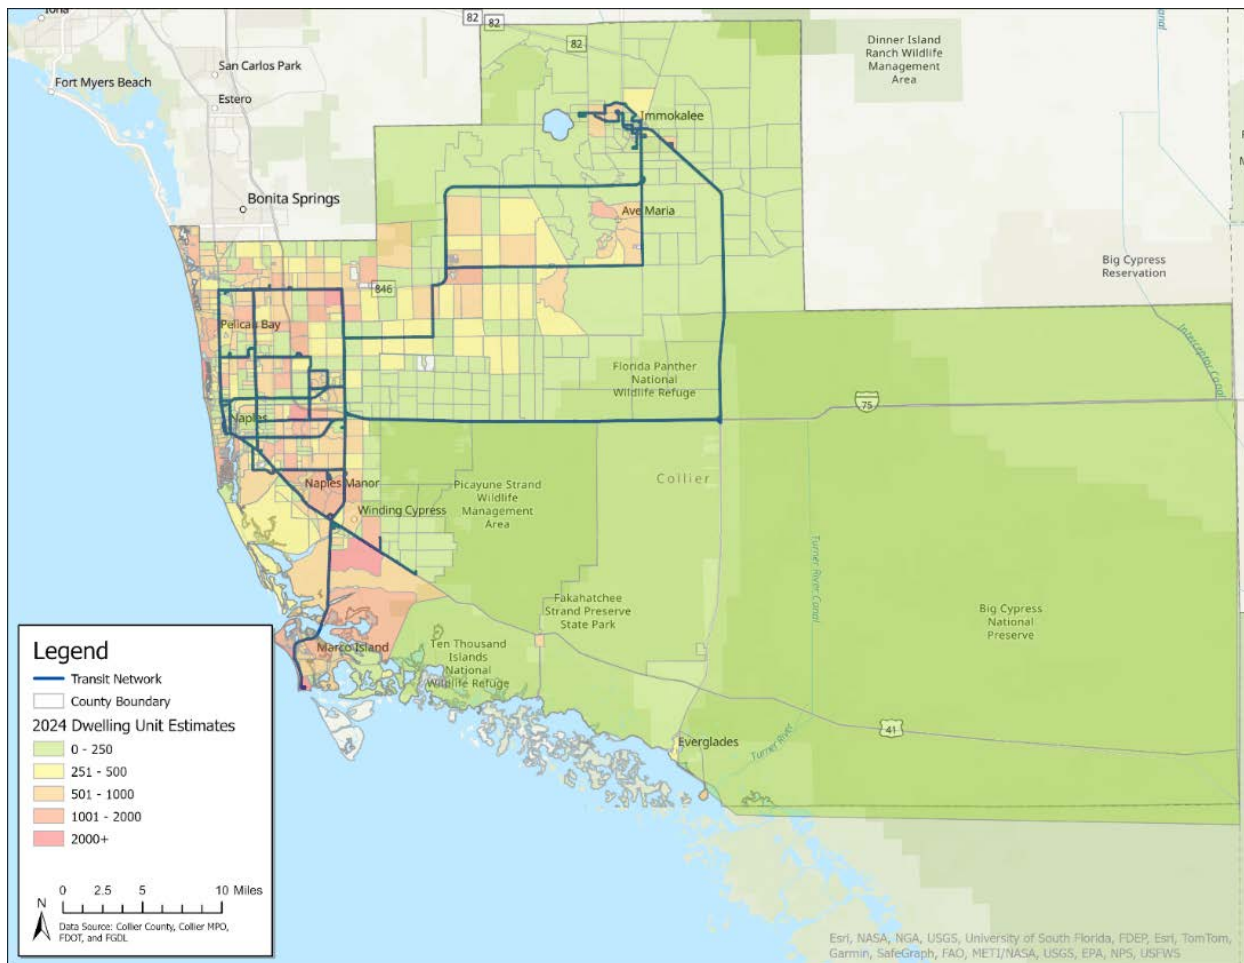 Iona
82
82
82
Dinner Island
Ranch Wildlife
Management
Area
San Carlos Park
Fort Myers Beach
Estero
Immokalee
Bonita Springs
Ave Maria
Big Cypress
Reservation
846
Pelican Bay
Interceptor Canal
Florida Panther
National
Wildlife Refuge
75
Naples
Collier
Naples Manor
Picayune Strand
Wildlife
Management
Area
Winding Cypress
Turner River Canal
Fakahatchee
Strand Preserve
State Park
Big Cypress
National
Preserve
Marco Island
Ten Thousand
Islands
National
Wildlife Refuge
Turner River
41
Everglades
Legend
Transit Network
County Boundary
2024 Dwelling Unit Estimates
0 - 250
251 - 500
501 - 1000
1001 - 2000
2000+
0 2.5 5 10 Miles
N
Data Source: Collier County, Collier MPO,
FDOT, and FGDL
Esri, NASA, NGA, USGS, University of South Florida, FDEP, Esri, TomTom,
Garmin, SafeGraph, FAO, METI/NASA, USGS, EPA, NPS, USFWS